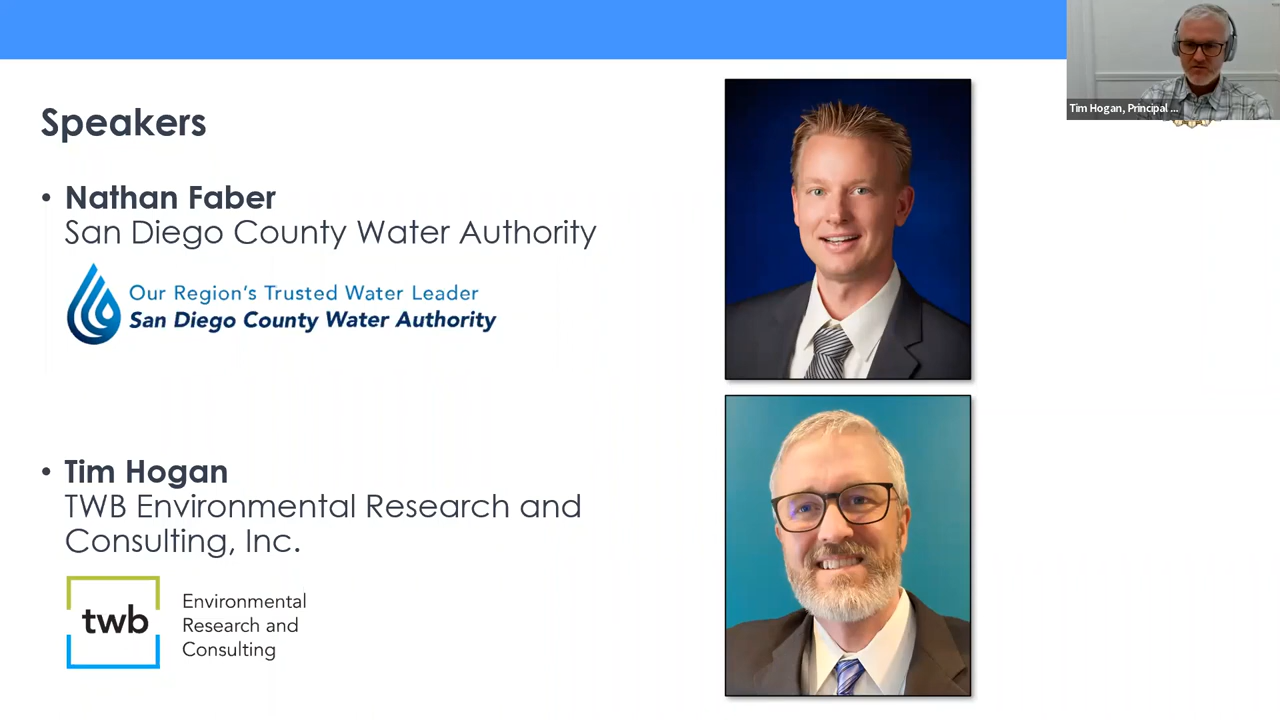 Tim Hogan, Principal ...
Speakers
• Nathan Faber
San Diego County Water Authority
Our Region's Trusted Water Leader
San Diego County Water Authority
• Tim Hogan
TWB Environmental Research and
Consulting, Inc.
twb
Environmental
Research and
Consulting